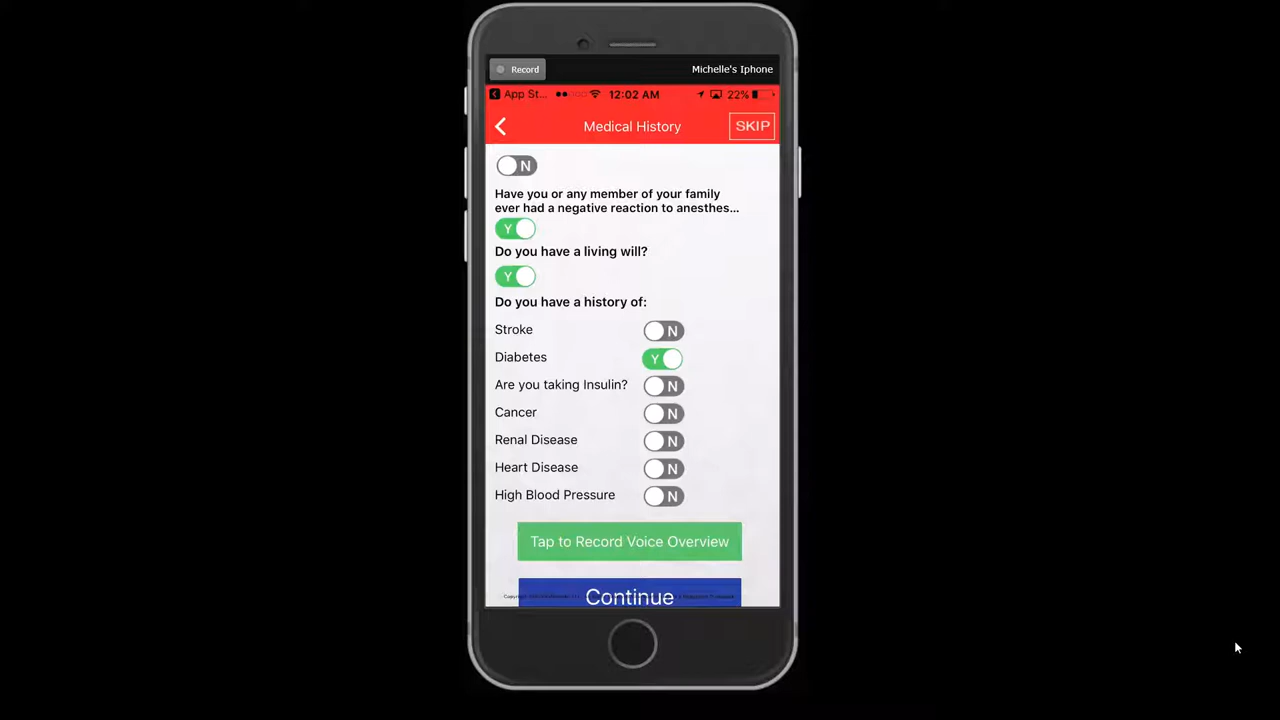 Record
Michelle's Iphone
App St... 12:02 AM 22%
Medical History
SKIP
N
Have you or any member of your family
ever had a negative reaction to anesthes...
Y
Do you have a living will?
Y
Do you have a history of:
Stroke N
Diabetes Y
Are you taking Insulin? N
Cancer N
Renal Disease N
Heart Disease N
High Blood Pressure N
Tap to Record Voice Overview
Continue